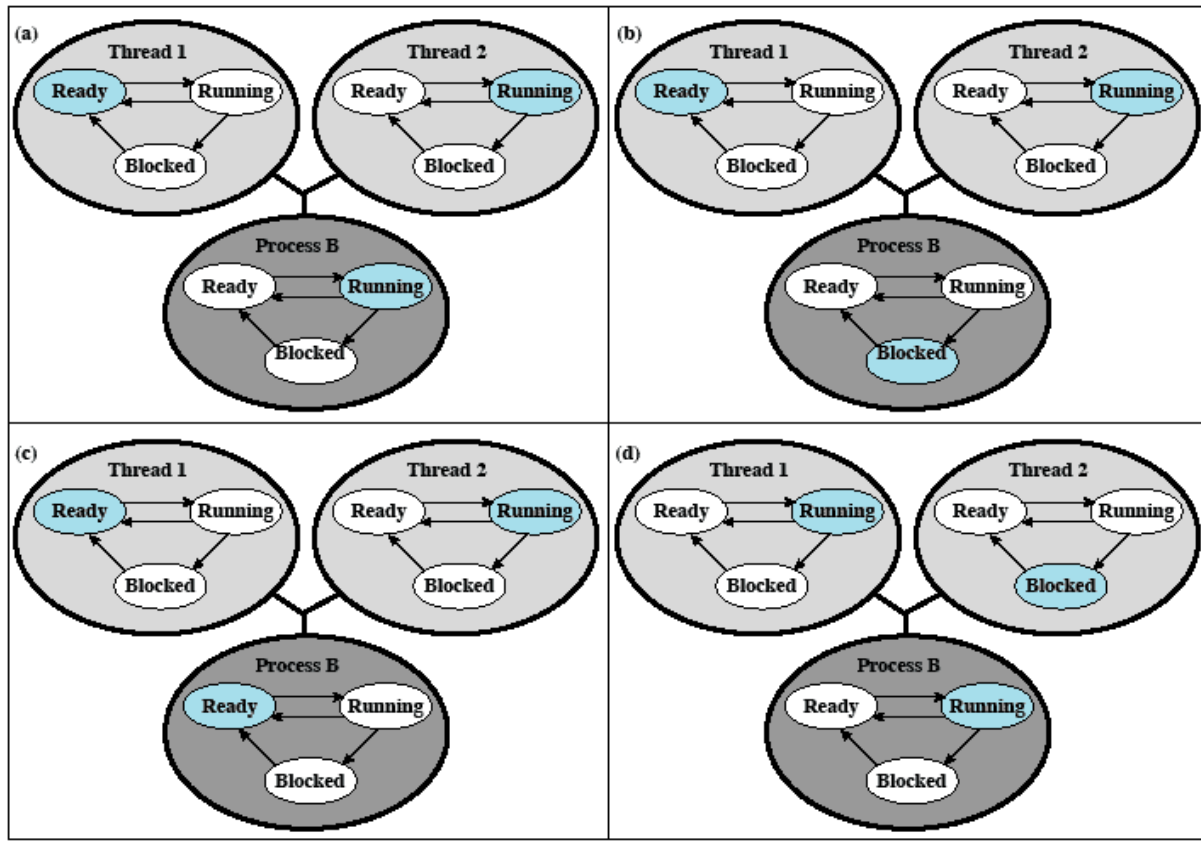 (a)
Thread 1
Thread 2
Ready
Running
Ready
Running
Blocked
Blocked
Process B
Ready
Running
Blocked
(b)
Thread 1
Thread 2
Ready
Running
Ready
Running
Blocked
Blocked
Process B
Ready
Running
Blocked
(c)
Thread 1
Thread 2
Ready
Running
Ready
Running
Blocked
Blocked
Process B
Ready
Running
Blocked
(d)
Thread 1
Thread 2
Ready
Running
Ready
Running
Blocked
Blocked
Process B
Ready
Running
Blocked